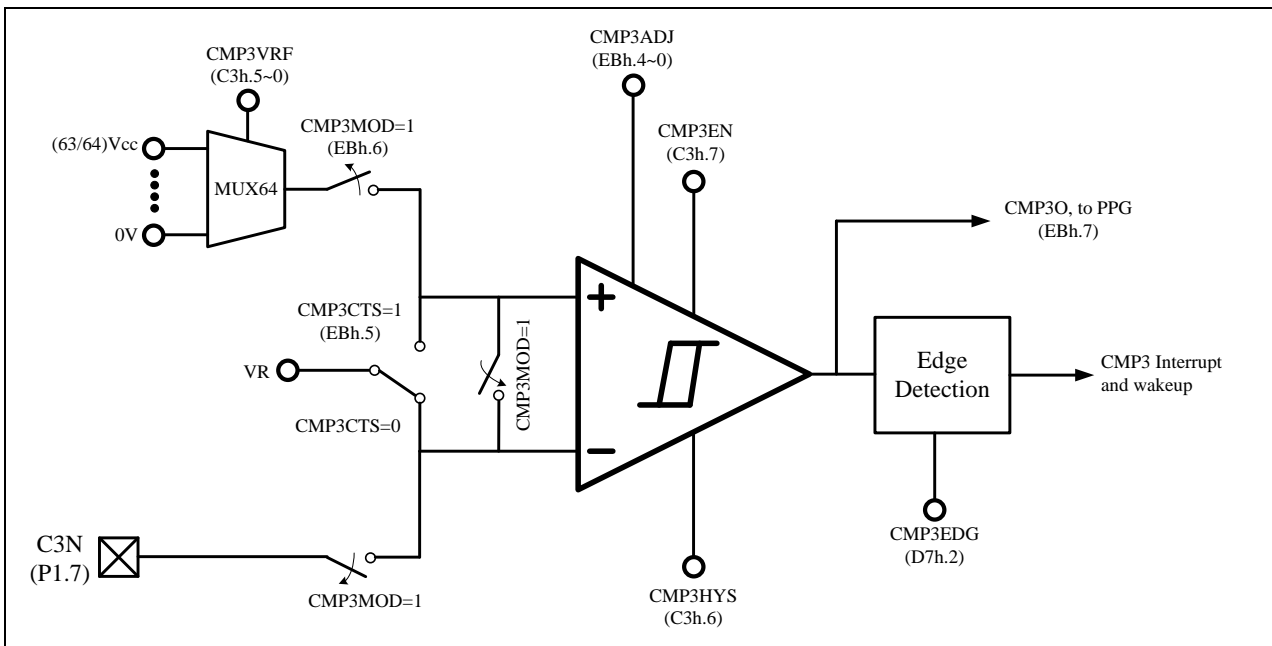 CMP3VRF
(C3h.5~0)
CMP3ADJ
(EBh.4~0)
CMP3MOD=1
(EBh.6)
CMP3EN
(C3h.7)
(63/64)Vcc
MUX64
0V
CMP3O, to PPG
(EBh.7)
CMP3CTS=1
(EBh.5)
CMP3MOD=1
VR
CMP3CTS=0
Edge
Detection
CMP3 Interrupt
and wakeup
C3N
(P1.7)
CMP3MOD=1
CMP3HYS
(C3h.6)
CMP3EDG
(D7h.2)